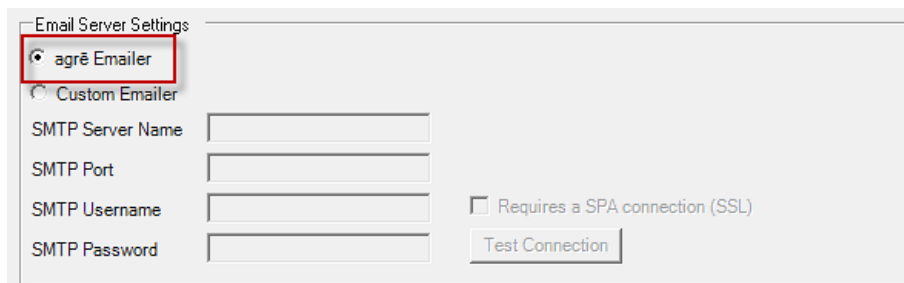 Email Server Settings
agrē Emailer
Custom Emailer
SMTP Server Name
SMTP Port
SMTP Username
Requires a SPA connection (SSL)
SMTP Password
Test Connection